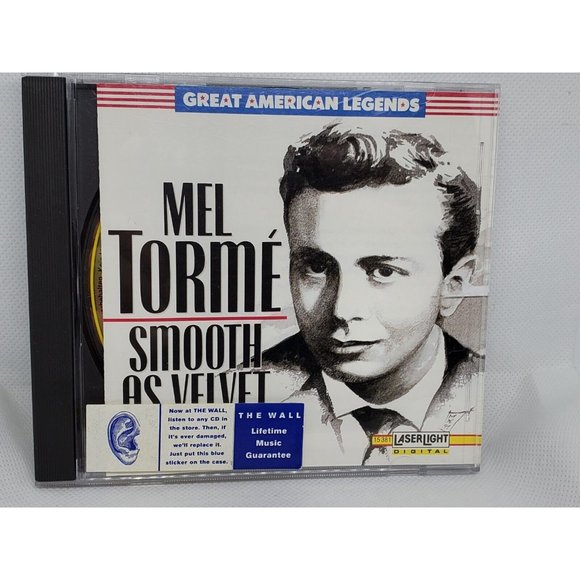 GREAT AMERICAN LEGENDS
MEL
TORMÉ
SMOOTH
AS VELVET
Now at THE WALL,
listen to any CD in
the store. Then, if
it's ever damaged,
we'll replace it.
Just put this blue
sticker on the case.
THE WALL
Lifetime
Music
Guarantee
15 381
LASERLIGHT
DIGITAL